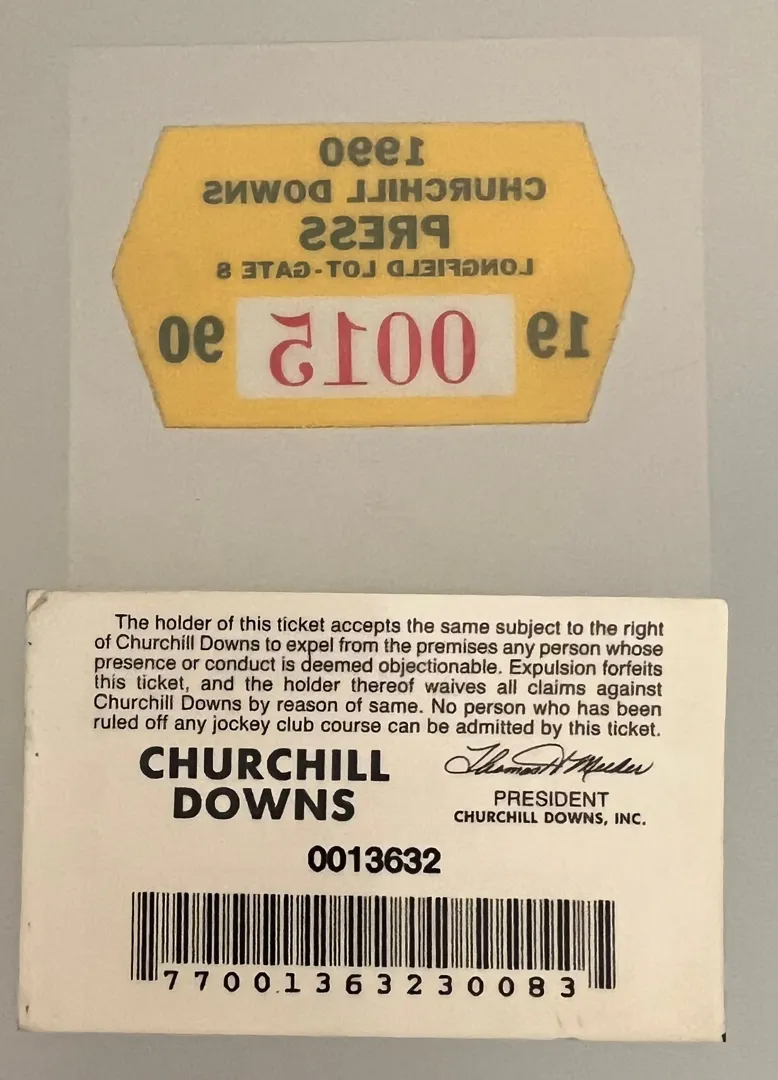 1990
CHURCHILL DOWNS
PRESS
LONGFIELD LOT-GATE 8
19 0015 90
The holder of this ticket accepts the same subject to the right
of Churchill Downs to expel from the premises any person whose
presence or conduct is deemed objectionable. Expulsion forfeits
this ticket, and the holder thereof waives all claims against
Churchill Downs by reason of same. No person who has been
ruled off any jockey club course can be admitted by this ticket.
CHURCHILL
DOWNS
Thomas H Meeker
PRESIDENT
CHURCHILL DOWNS, INC.
0013632
77001363230083